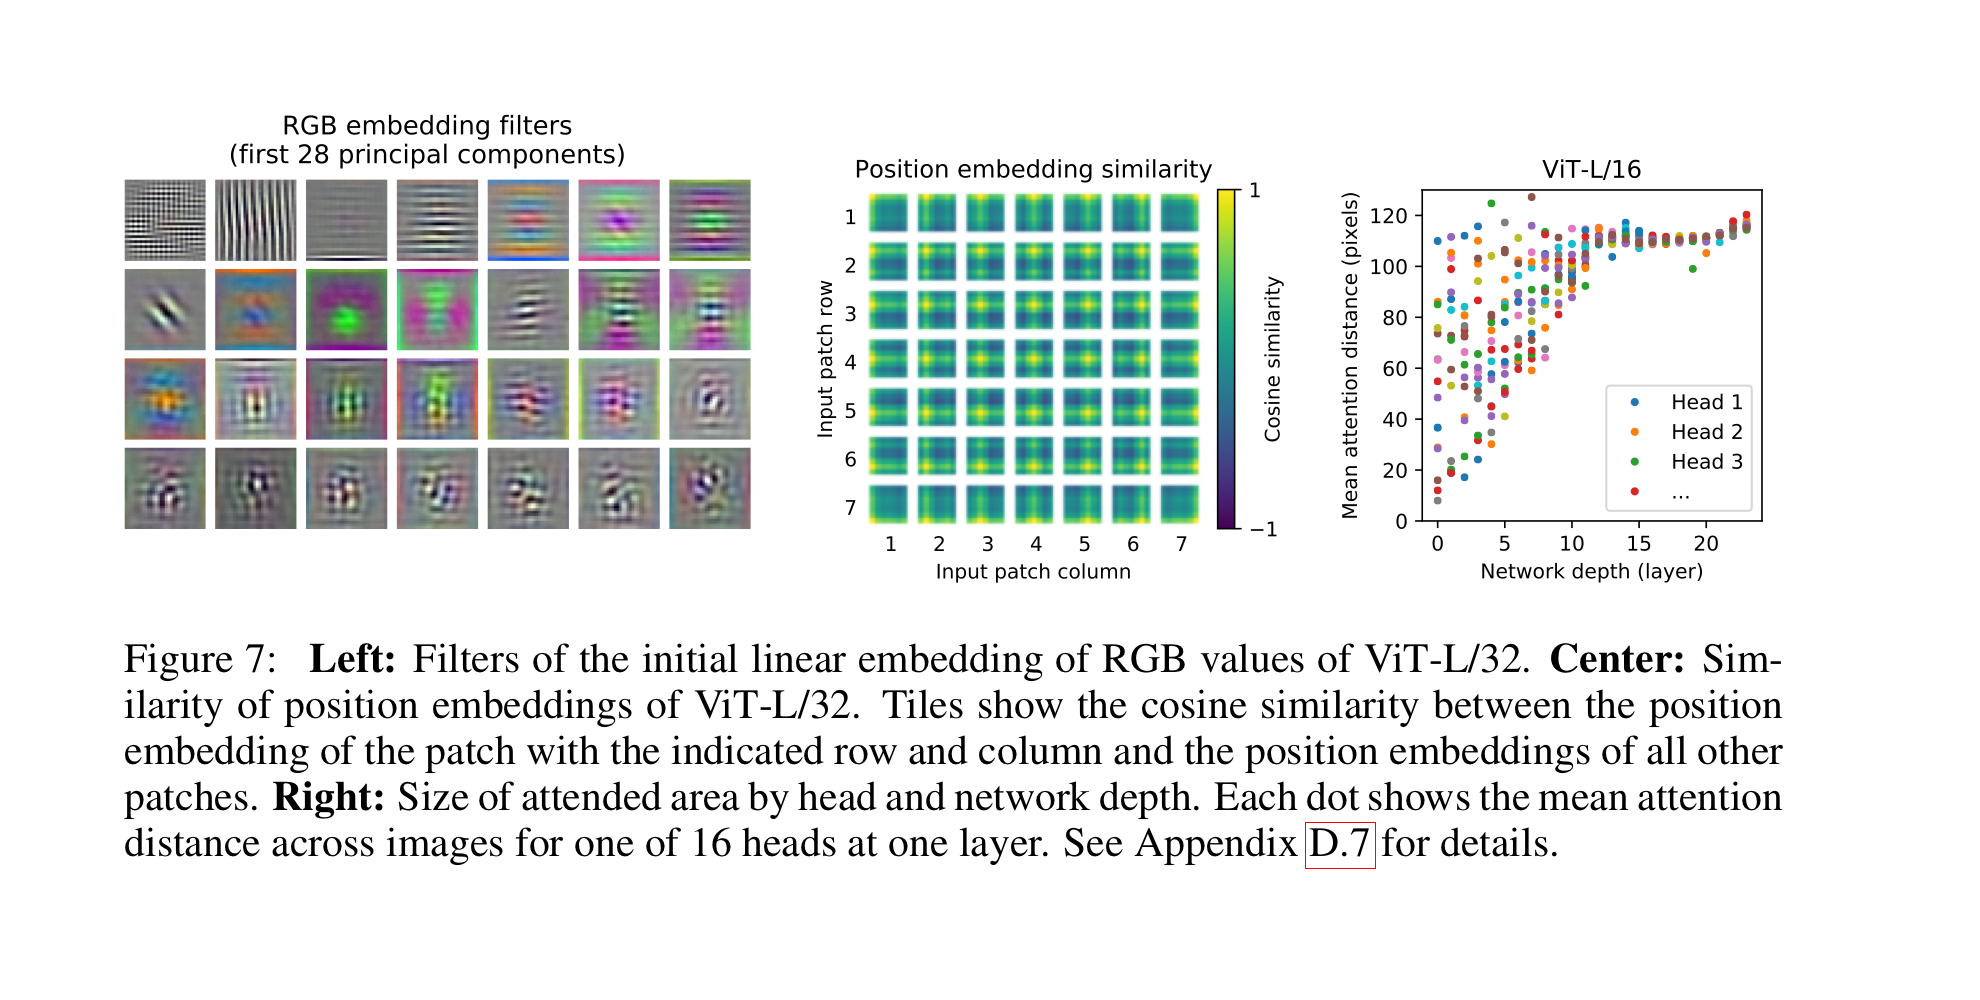 RGB embedding filters
(first 28 principal components)
Position embedding similarity
Input patch row
1
2
3
4
5
6
7
1 2 3 4 5 6 7
Input patch column
1
−1
Cosine similarity
ViT-L/16
Mean attention distance (pixels)
120
100
80
60
40
20
0
Head 1
Head 2
Head 3
...
0 5 10 15 20
Network depth (layer)
Figure 7: Left: Filters of the initial linear embedding of RGB values of ViT-L/32. Center: Sim-
ilarity of position embeddings of ViT-L/32. Tiles show the cosine similarity between the position
embedding of the patch with the indicated row and column and the position embeddings of all other
patches. Right: Size of attended area by head and network depth. Each dot shows the mean attention
distance across images for one of 16 heads at one layer. See Appendix D.7 for details.